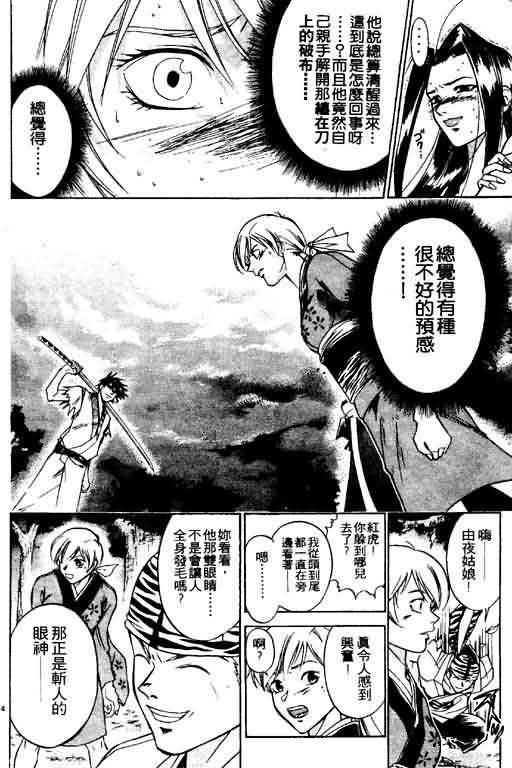 他說總算清醒過來…
這到底是怎麼回事呀
……？而且他竟然自
己親手解開那纏在刀
上的破布…
總覺得……
總覺得有種
很不好的預感
……！
嗨
由夜姑娘！
紅虎！
你躲到哪兒
去了？
我從頭到尾
都一直在旁
邊看著
嗯…
真令人感到
興奮！
啊？
妳看看，
他那雙眼睛
不是會讓人
全身發毛嗎？
那正是斬人的
眼神
4